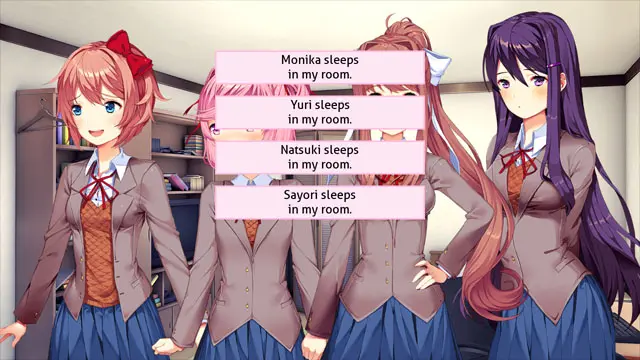 Monika sleeps
in my room.
Yuri sleeps
in my room.
Natsuki sleeps
in my room.
Sayori sleeps
in my room.